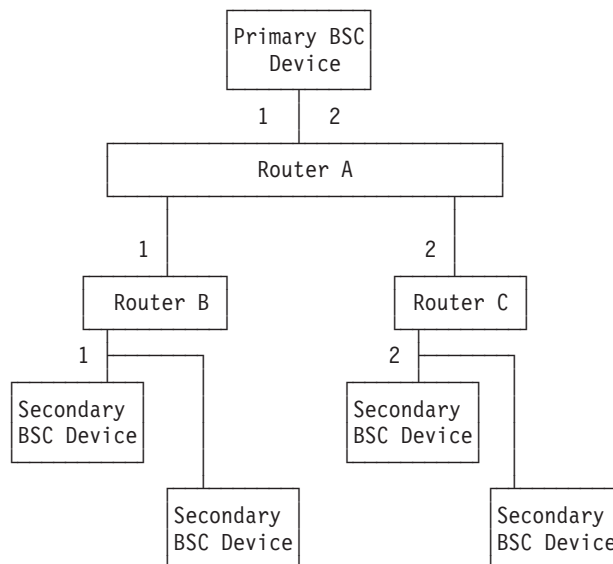 Primary BSC
Device
1 2
Router A
1 2
Router B Router C
1 2
Secondary
BSC Device
Secondary
BSC Device
Secondary
BSC Device
Secondary
BSC Device